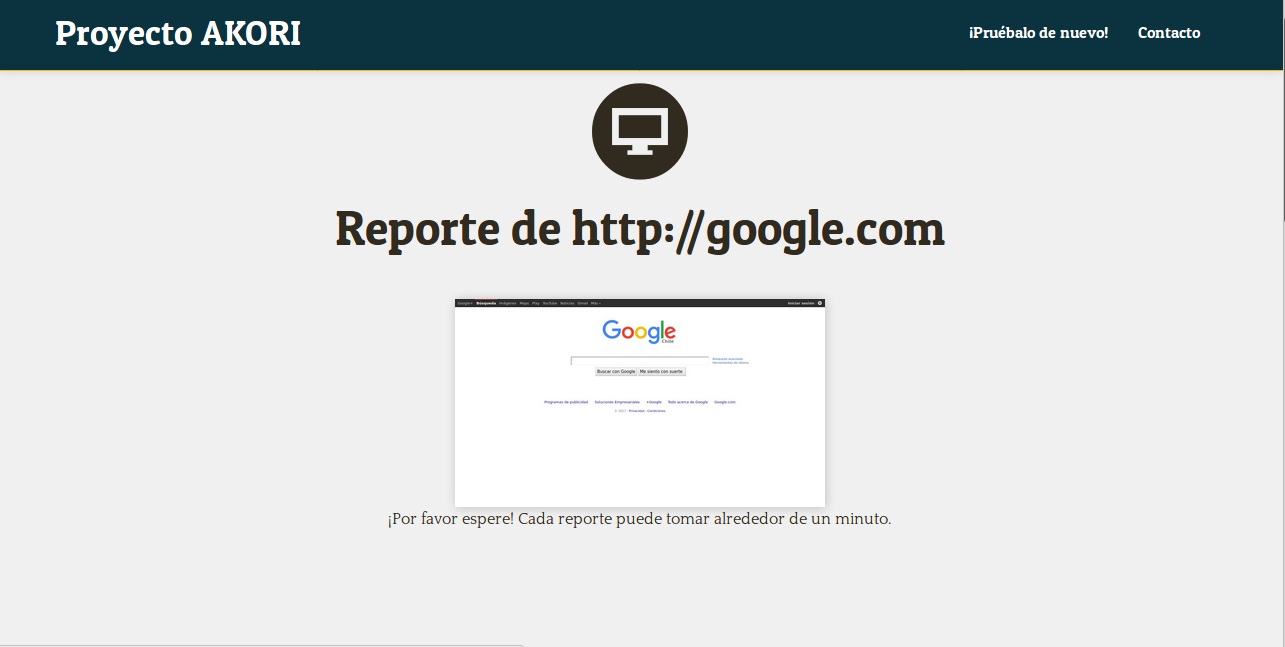 Proyecto AKORI
¡Pruébalo de nuevo! Contacto
Reporte de http://google.com
Google+ Búsqueda Imágenes Maps Play YouTube Noticias Gmail Más
Iniciar sesión
Google
Chile
Búsqueda avanzada
Herramientas de idioma
Buscar con Google Me siento con suerte
Programas de publicidad Soluciones Empresariales +Google Todo acerca de Google Google.com
© 2017 - Privacidad - Condiciones
¡Por favor espere! Cada reporte puede tomar alrededor de un minuto.